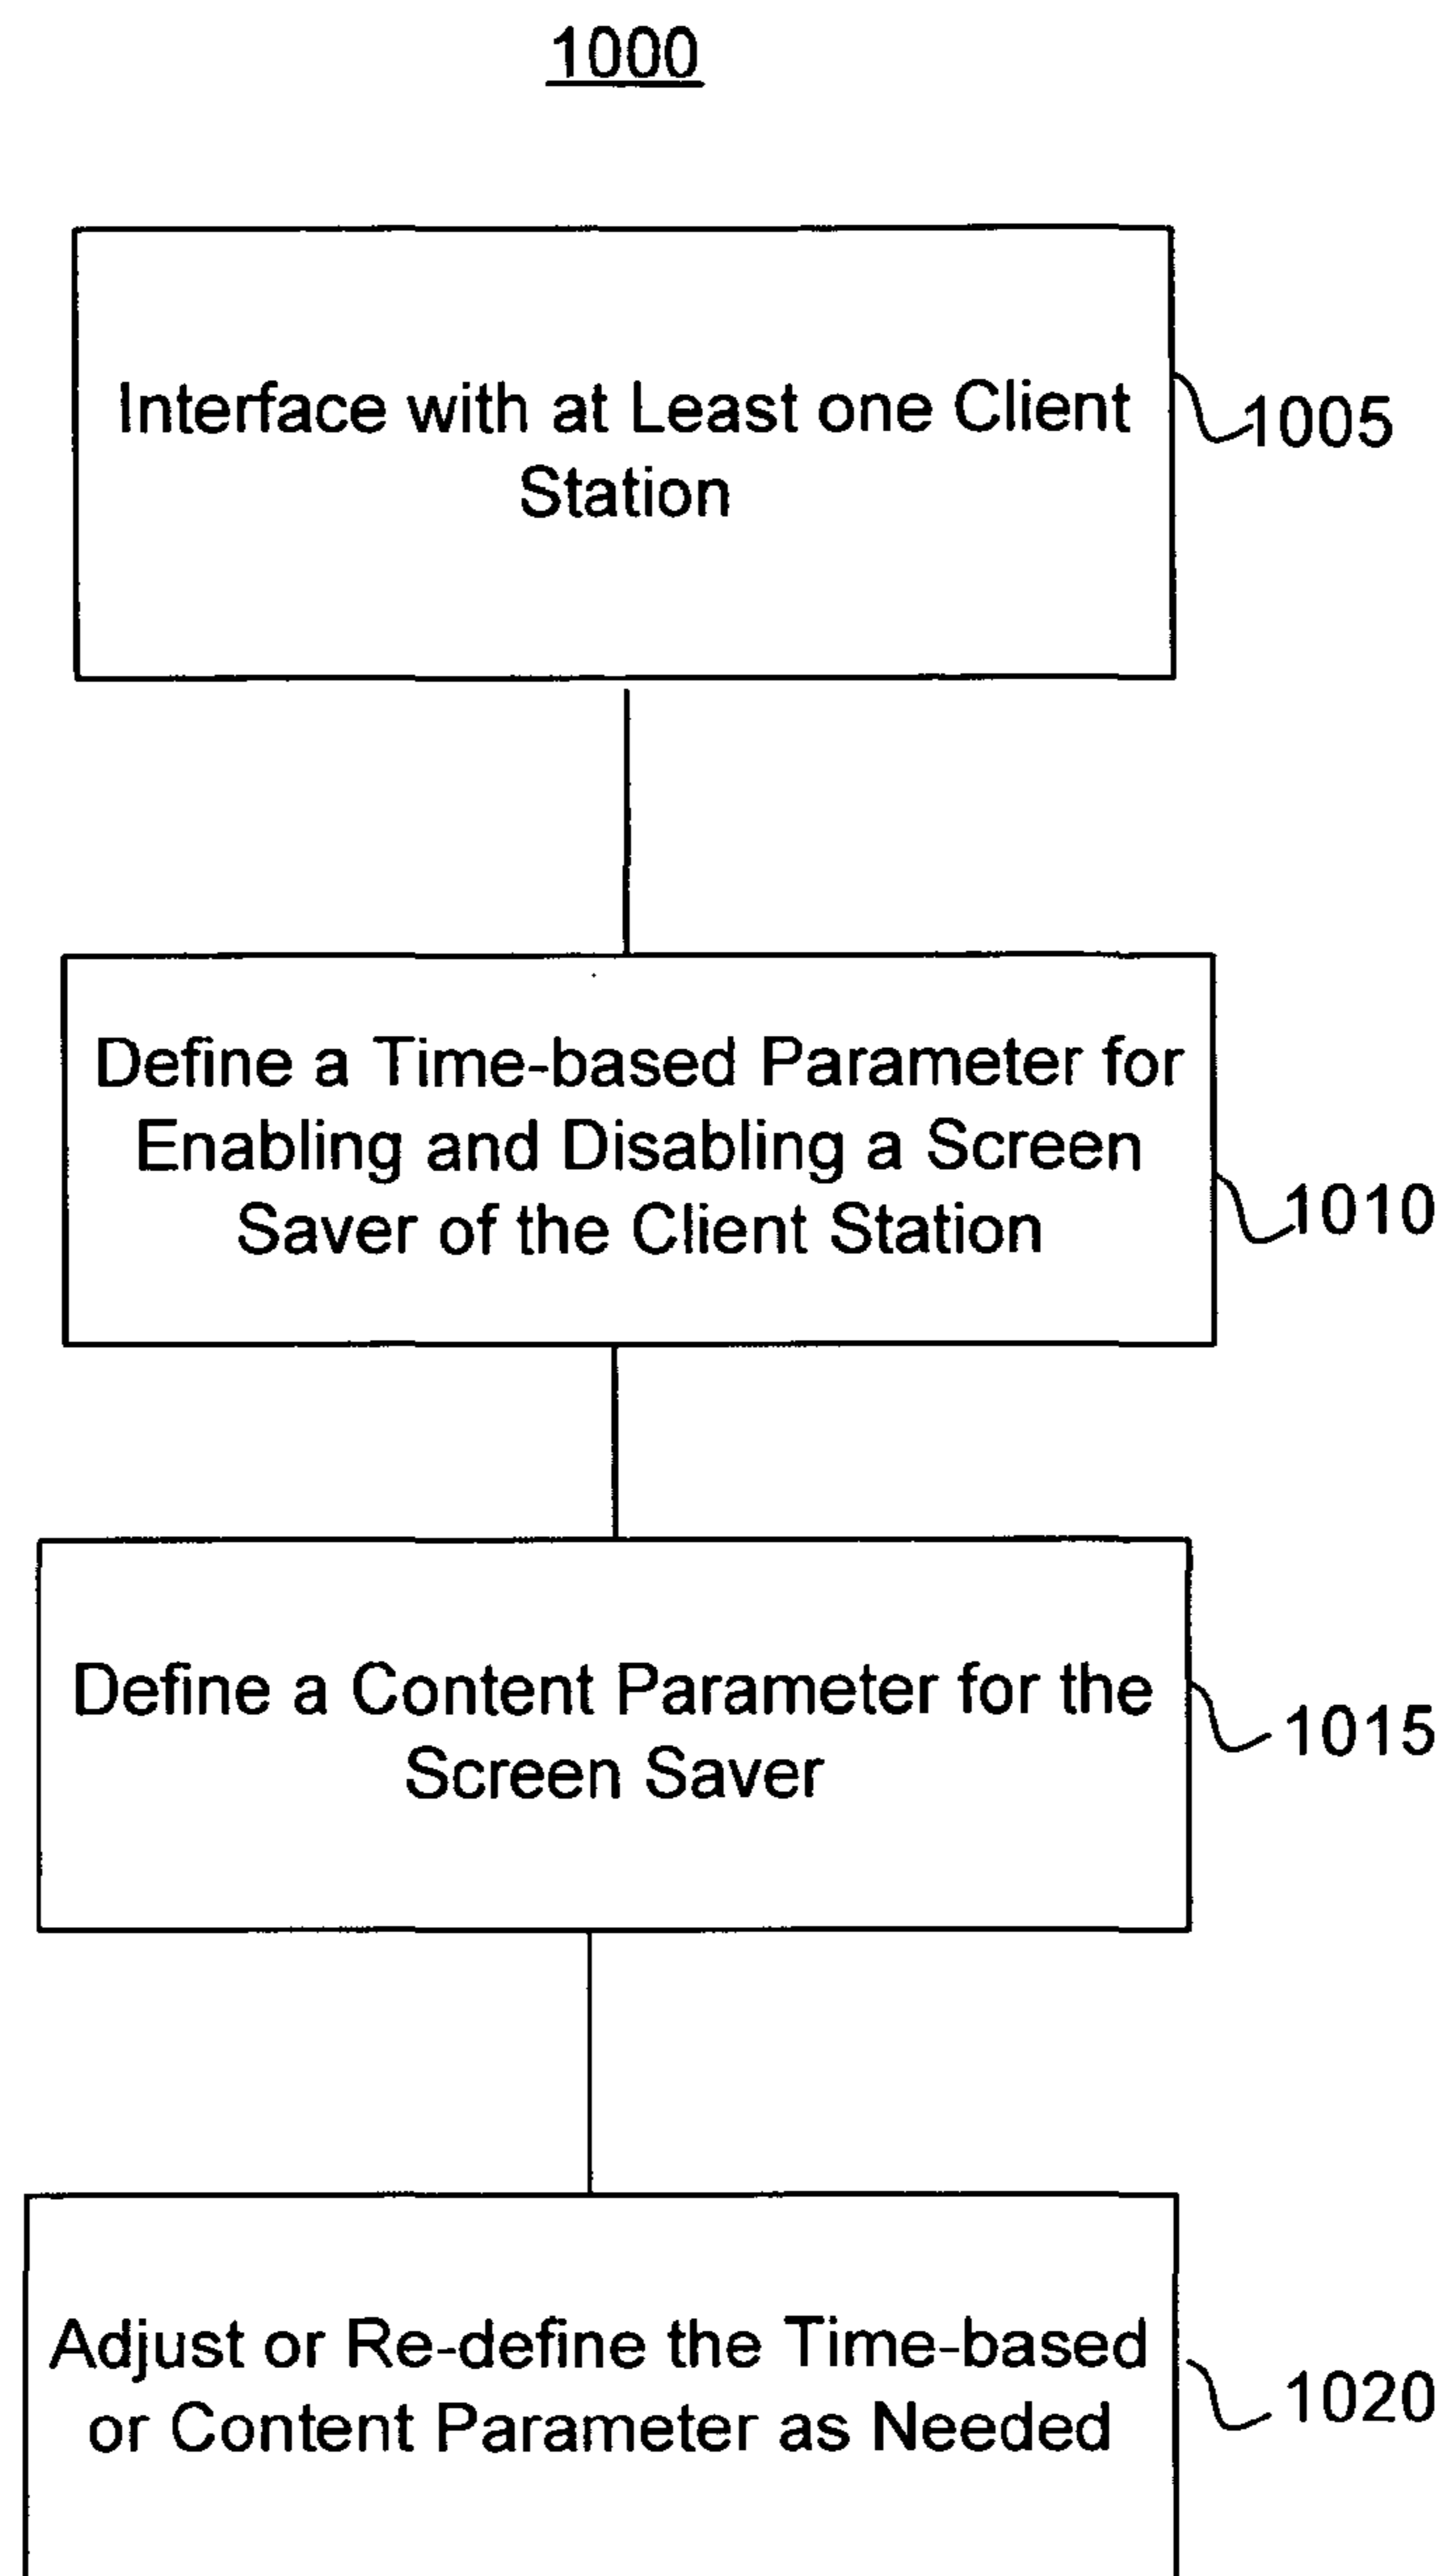 1000
Interface with at Least one Client
Station
1005
Define a Time-based Parameter for
Enabling and Disabling a Screen
Saver of the Client Station
1010
Define a Content Parameter for the
Screen Saver
1015
Adjust or Re-define the Time-based
or Content Parameter as Needed
1020